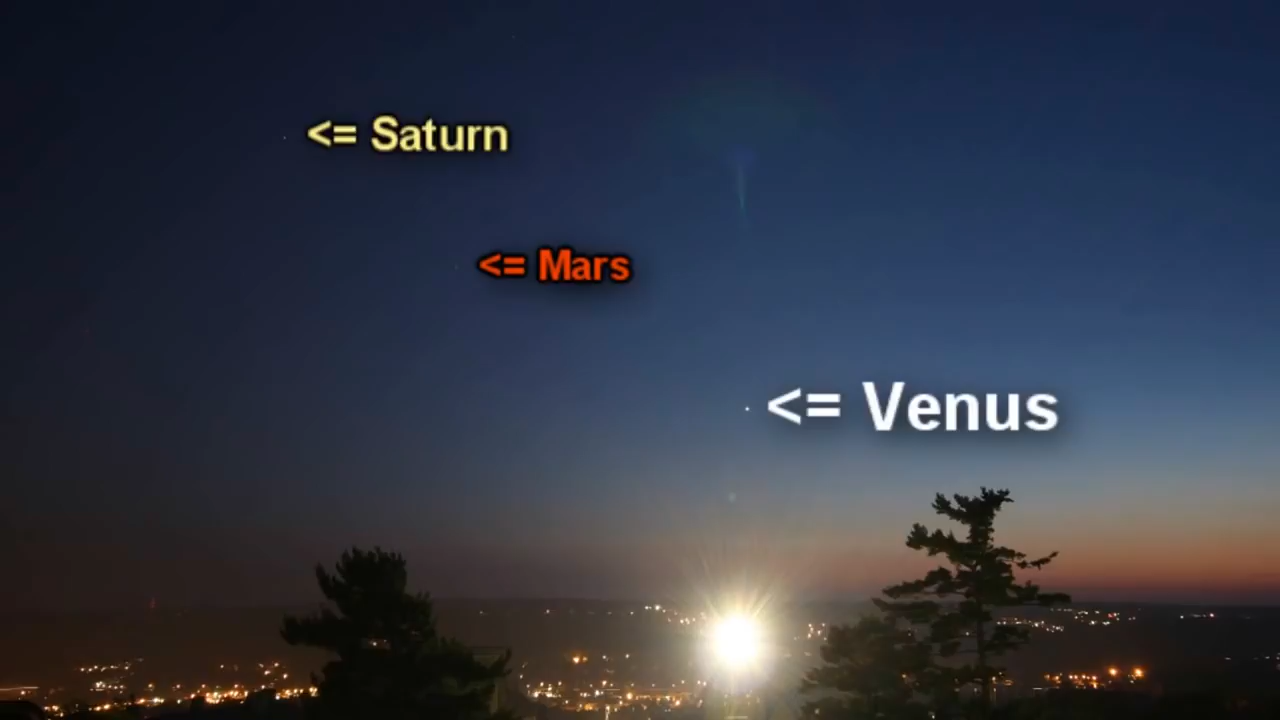 <= Saturn
<= Mars
<= Venus